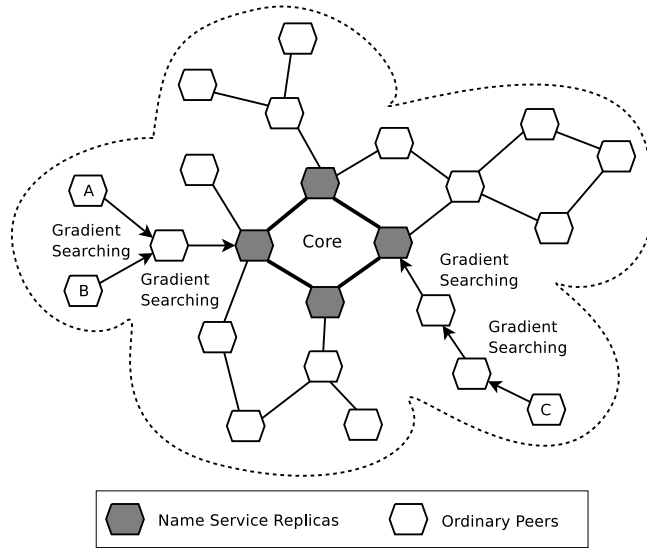 A
Gradient
Searching
B
Gradient
Searching
Core
Gradient
Searching
Gradient
Searching
C
Name Service Replicas
Ordinary Peers